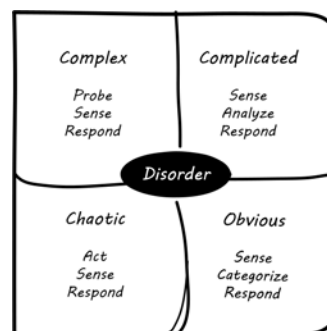 Complex
Probe
Sense
Respond
Complicated
Sense
Analyze
Respond
Disorder
Chaotic
Act
Sense
Respond
Obvious
Sense
Categorize
Respond